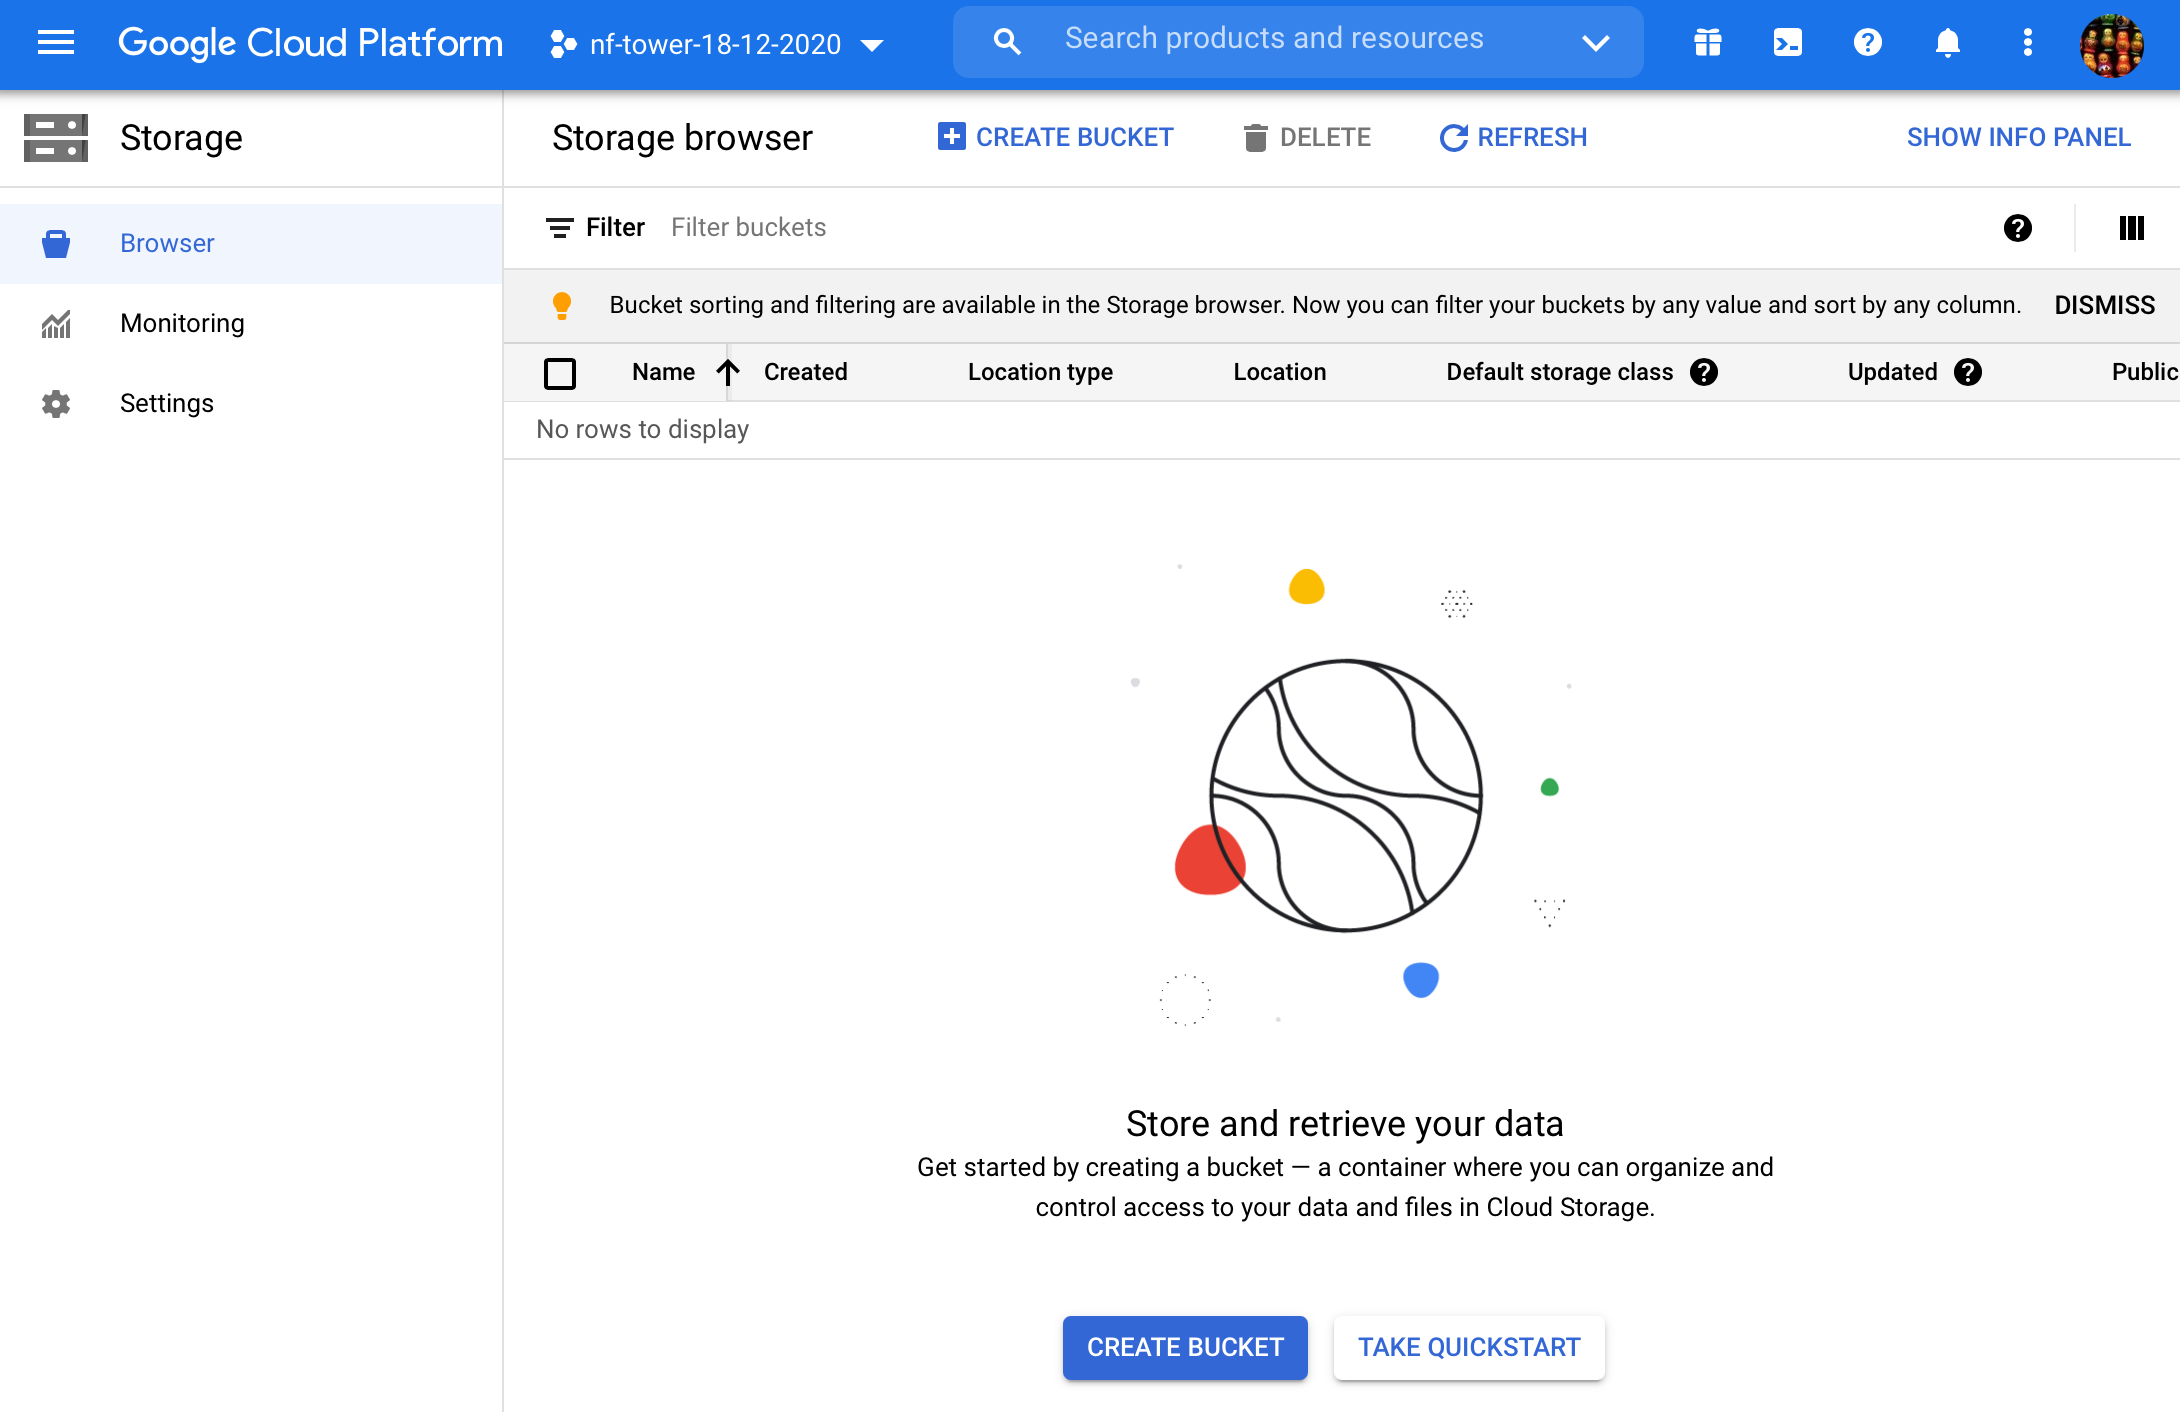 Google Cloud Platform
nf-tower-18-12-2020
Search products and resources
Storage
Storage browser
CREATE BUCKET
DELETE
REFRESH
SHOW INFO PANEL
Browser
Monitoring
Settings
Filter Filter buckets
Bucket sorting and filtering are available in the Storage browser. Now you can filter your buckets by any value and sort by any column. DISMISS
Name Created Location type Location Default storage class Updated Public
No rows to display
Store and retrieve your data
Get started by creating a bucket — a container where you can organize and
control access to your data and files in Cloud Storage.
CREATE BUCKET TAKE QUICKSTART